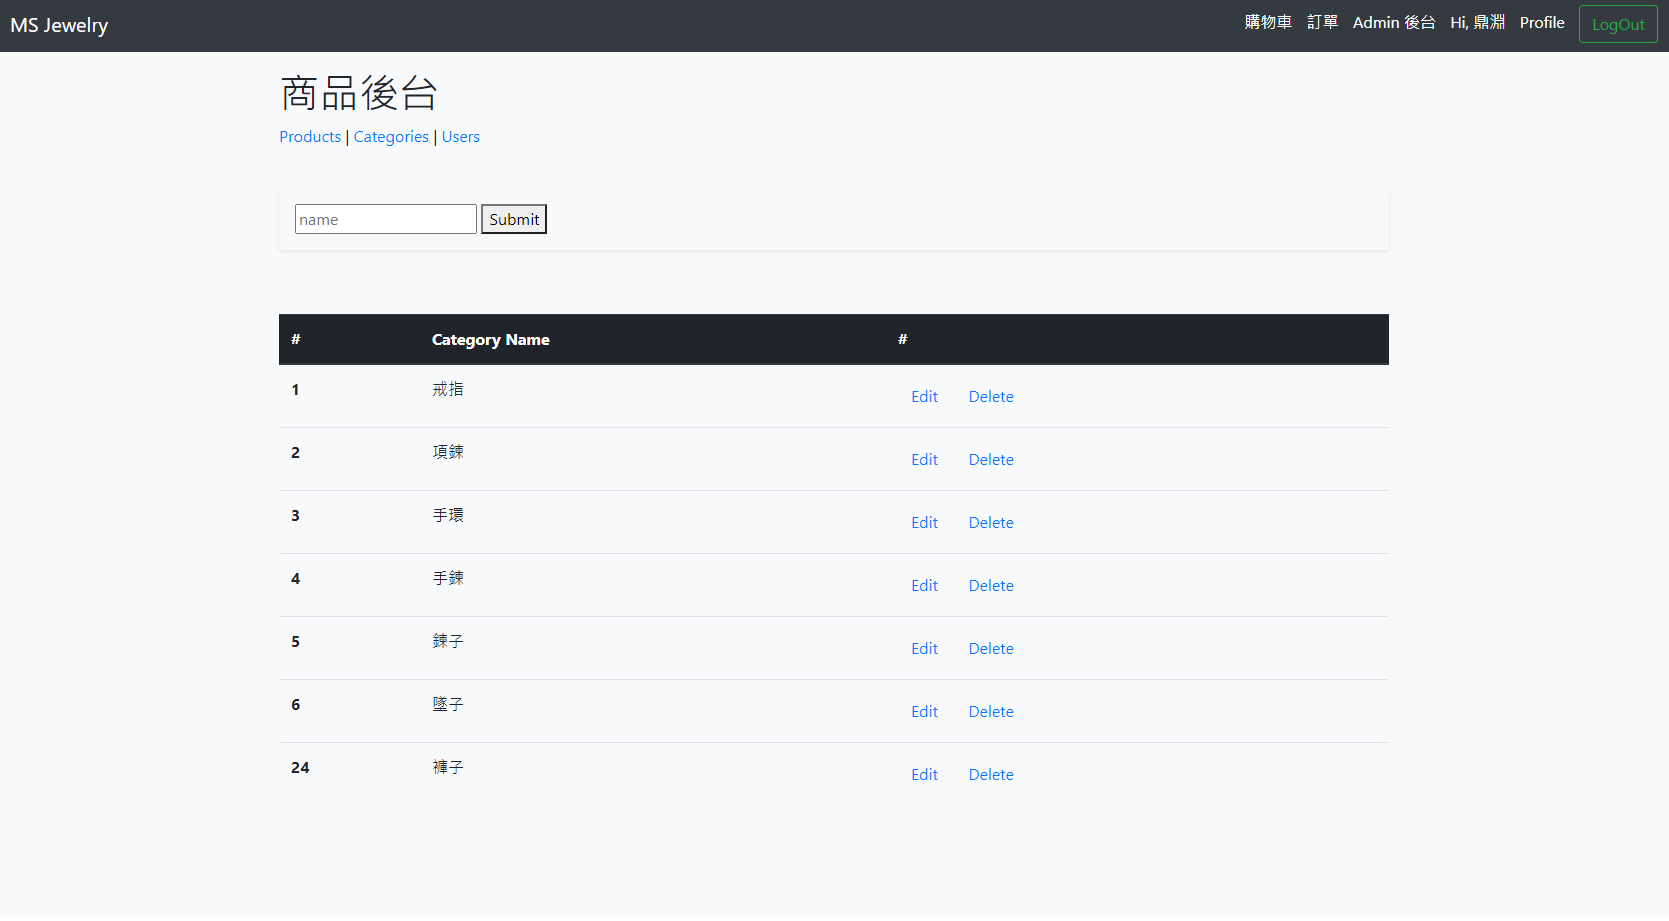 MS Jewelry 購物車 訂單 Admin 後台 Hi, 鼎淵 Profile LogOut
商品後台
Products | Categories | Users
name Submit
# Category Name #
1 戒指 Edit Delete
2 項鍊 Edit Delete
3 手環 Edit Delete
4 手鍊 Edit Delete
5 鍊子 Edit Delete
6 墜子 Edit Delete
24 褲子 Edit Delete